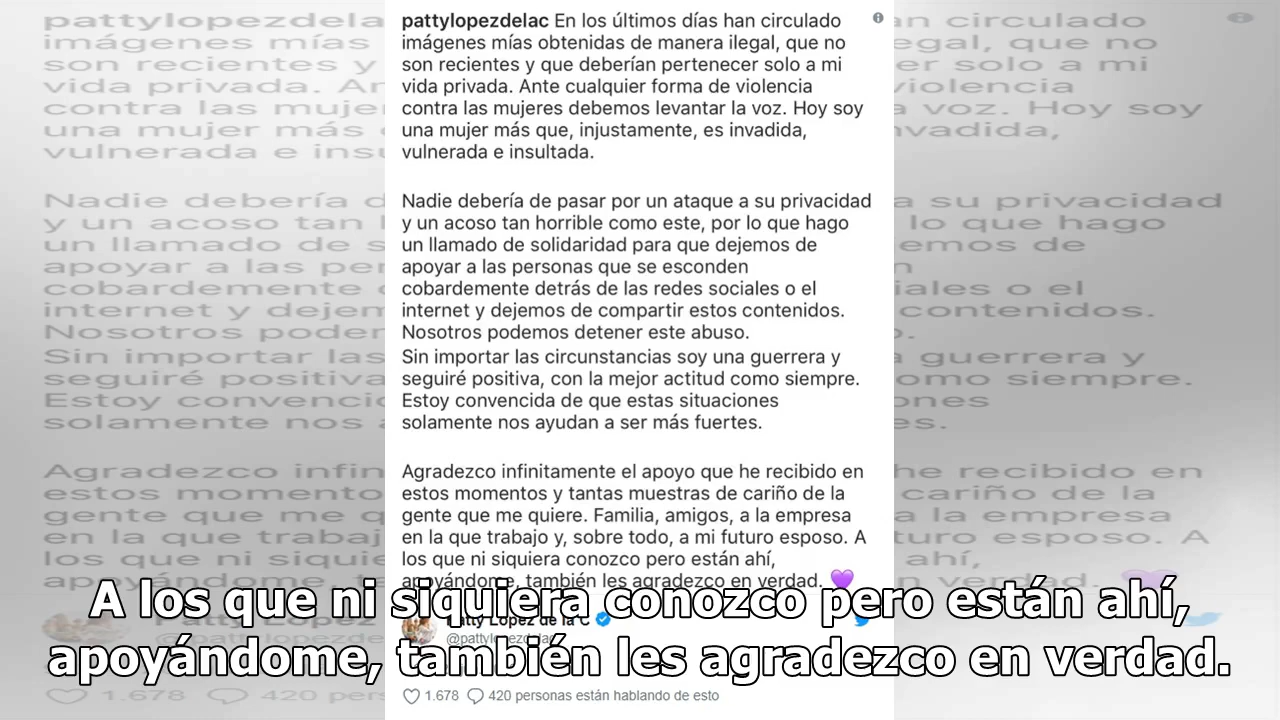 pattylopezdelac En los últimos días han circulado
imágenes mías obtenidas de manera ilegal, que no
son recientes y que deberían pertenecer solo a mi
vida privada. Ante cualquier forma de violencia
contra las mujeres debemos levantar la voz. Hoy soy
una mujer más que, injustamente, es invadida,
vulnerada e insultada.
Nadie debería de pasar por un ataque a su privacidad
y un acoso tan horrible como este, por lo que hago
un llamado de solidaridad para que dejemos de
apoyar a las personas que se esconden
cobardemente detrás de las redes sociales o el
internet y dejemos de compartir estos contenidos.
Nosotros podemos detener este abuso.
Sin importar las circunstancias soy una guerrera y
seguiré positiva, con la mejor actitud como siempre.
Estoy convencida de que estas situaciones
solamente nos ayudan a ser más fuertes.
Agradezco infinitamente el apoyo que he recibido en
estos momentos y tantas muestras de cariño de la
gente que me quiere. Familia, amigos, a la empresa
en la que trabajo y, sobre todo, a mi futuro esposo. A
los que ni siquiera conozco pero están ahí,
apoyándome, también les agradezco en verdad. 💜
Patty López de la C
@pattylopezdelac
1.678 420 personas están hablando de esto
A los que ni siquiera conozco pero están ahí,
apoyándome, también les agradezco en verdad.